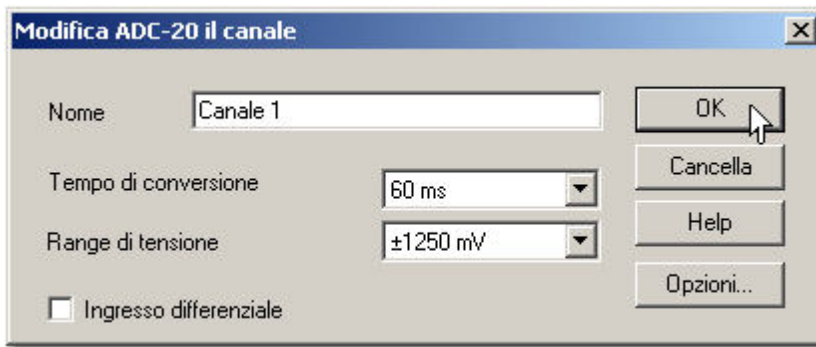 Modifica ADC-20 il canale
Nome
Canale 1
OK
Tempo di conversione
60 ms
Cancella
Range di tensione
±1250 mV
Help
Ingresso differenziale
Opzioni...